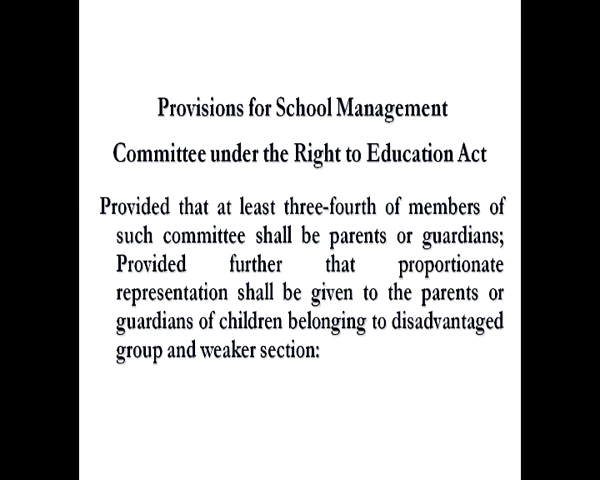 Provisions for School Management
Committee under the Right to Education Act
Provided that at least three-fourth of members of
such committee shall be parents or guardians;
Provided further that proportionate
representation shall be given to the parents or
guardians of children belonging to disadvantaged
group and weaker section: